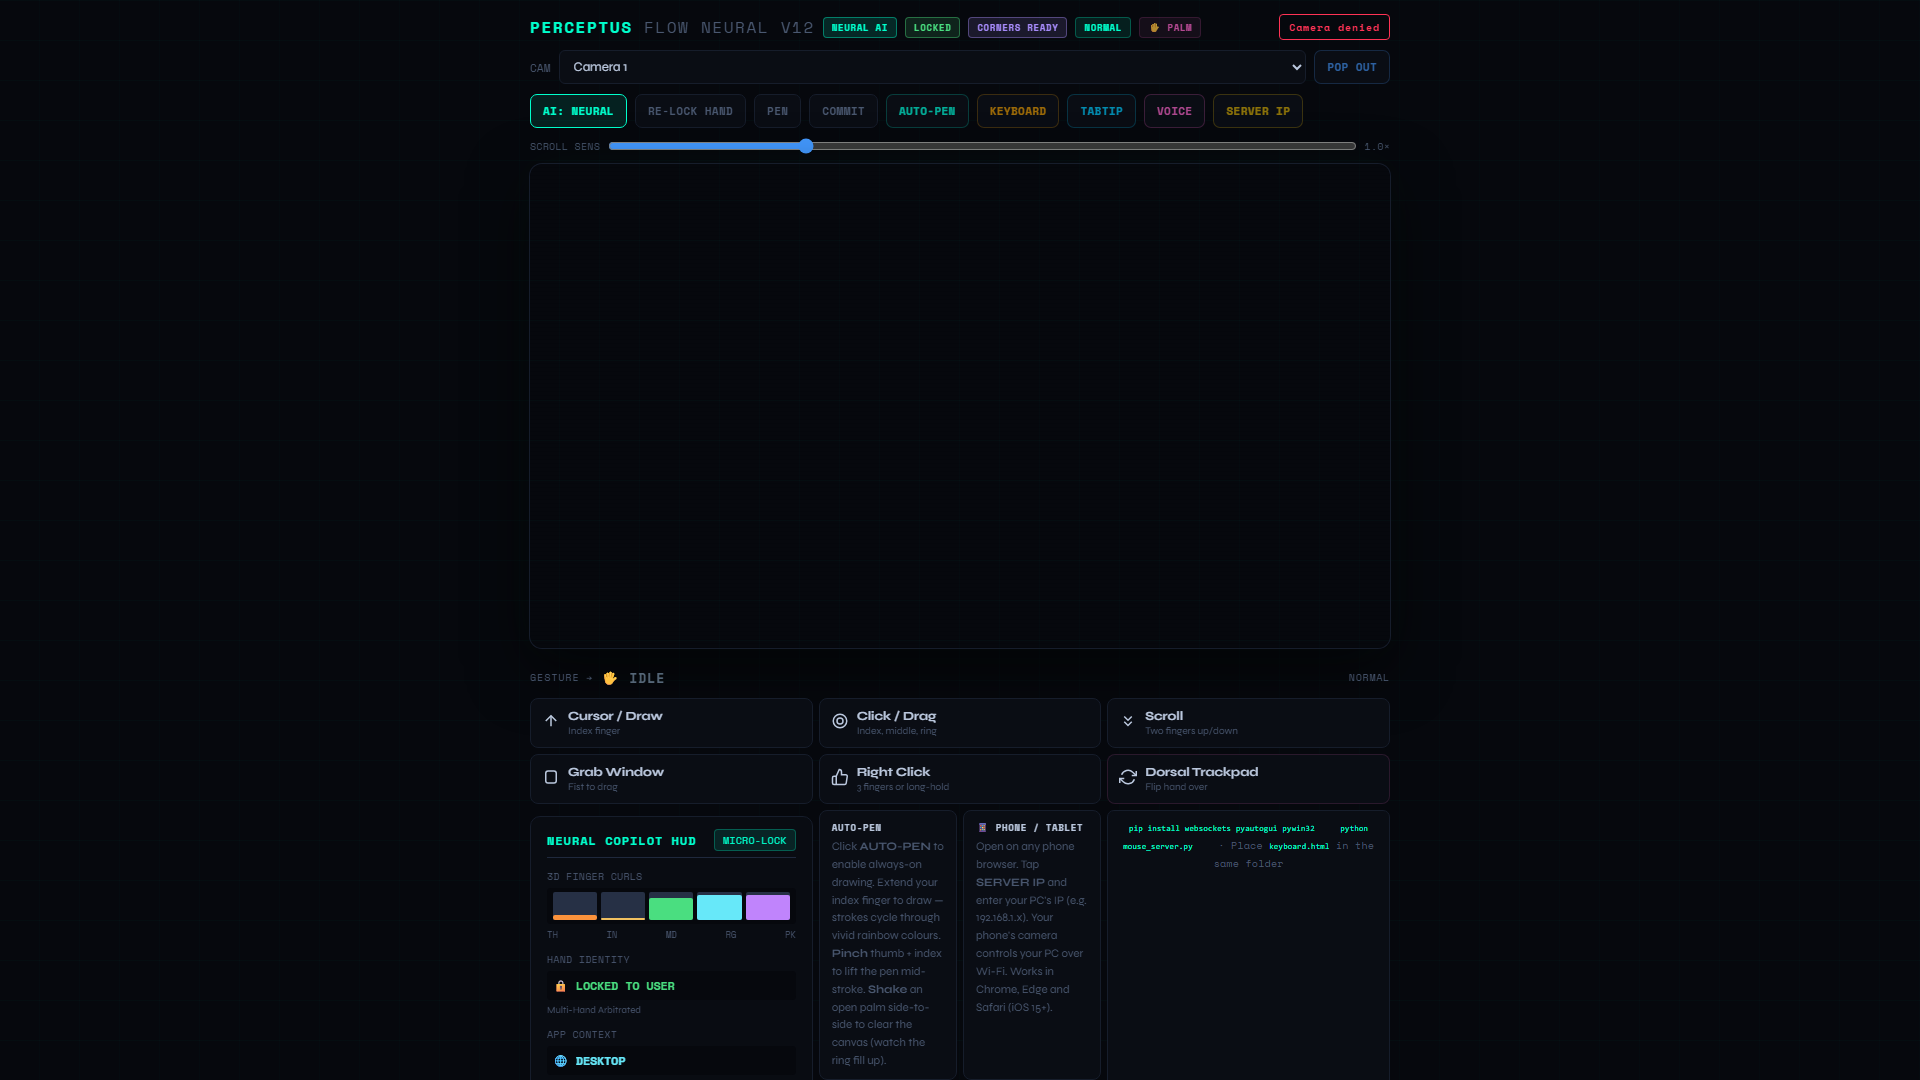 PERCEPTUS FLOW NEURAL V12 NEURAL AI LOCKED CORNERS READY NORMAL ✋ PALM Camera denied
CAM Camera 1 POP OUT
AI: NEURAL RE-LOCK HAND PEN COMMIT AUTO-PEN KEYBOARD TABTIP VOICE SERVER IP
SCROLL SENS 1.0×
GESTURE → ✋ IDLE NORMAL
Cursor / Draw
Index finger
Click / Drag
Index, middle, ring
Scroll
Two fingers up/down
Grab Window
Fist to drag
Right Click
3 fingers or long-hold
Dorsal Trackpad
Flip hand over
NEURAL COPILOT HUD MICRO-LOCK
3D FINGER CURLS
TH IN MD RG PK
HAND IDENTITY
🔒 LOCKED TO USER
Multi-Hand Arbitrated
APP CONTEXT
🌐 DESKTOP
AUTO-PEN
Click AUTO-PEN to
enable always-on
drawing. Extend your
index finger to draw —
strokes cycle through
vivid rainbow colours.
Pinch thumb + index
to lift the pen mid-
stroke. Shake an
open palm side-to-
side to clear the
canvas (watch the
ring fill up).
📱 PHONE / TABLET
Open on any phone
browser. Tap
SERVER IP and
enter your PC's IP (e.g.
192.168.1.x). Your
phone's camera
controls your PC over
Wi-Fi. Works in
Chrome, Edge and
Safari (iOS 15+).
pip install websockets pyautogui pywin32 python
mouse_server.py · Place keyboard.html in the
same folder